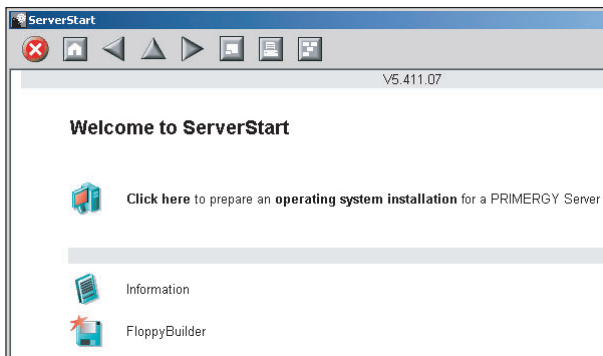 ServerStart
V5.411.07
Welcome to ServerStart
Click here to prepare an operating system installation for a PRIMERGY Server
Information
FloppyBuilder